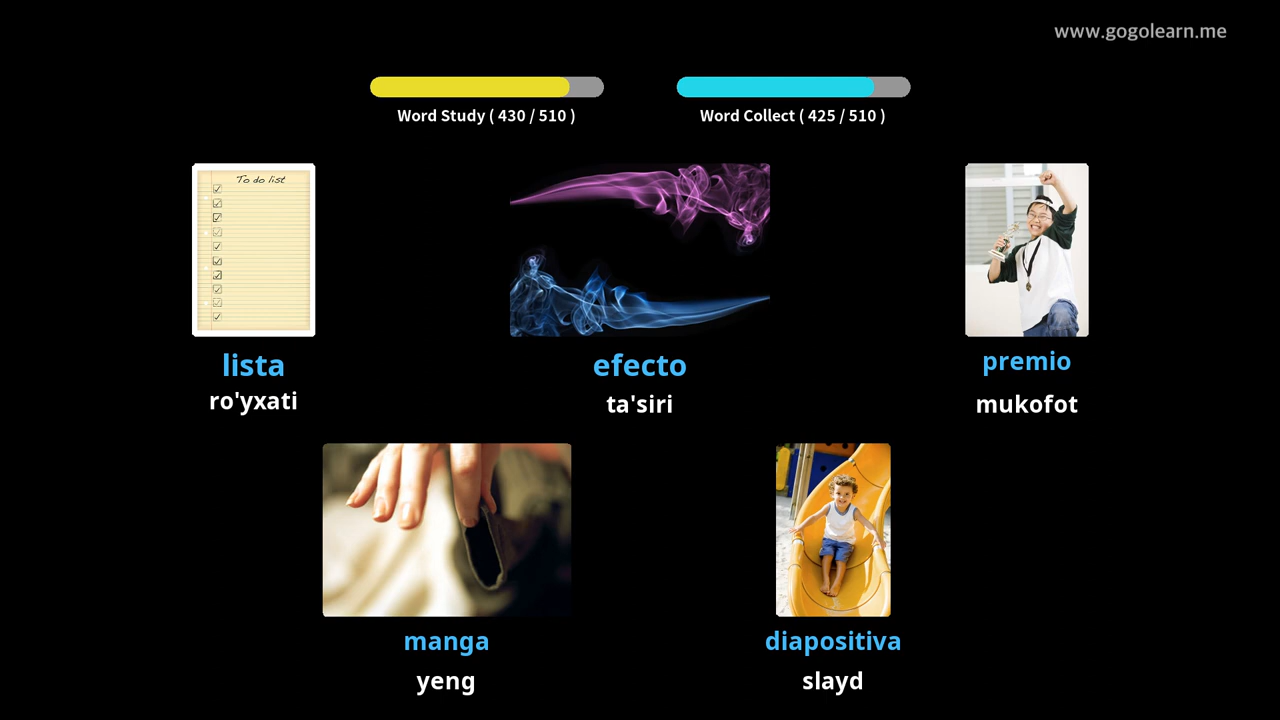 www.gogolearn.me
Word Study ( 430 / 510 )
Word Collect ( 425 / 510 )
To do list
lista
efecto
premio
ro'yxati
ta'siri
mukofot
manga
diapositiva
yeng
slayd